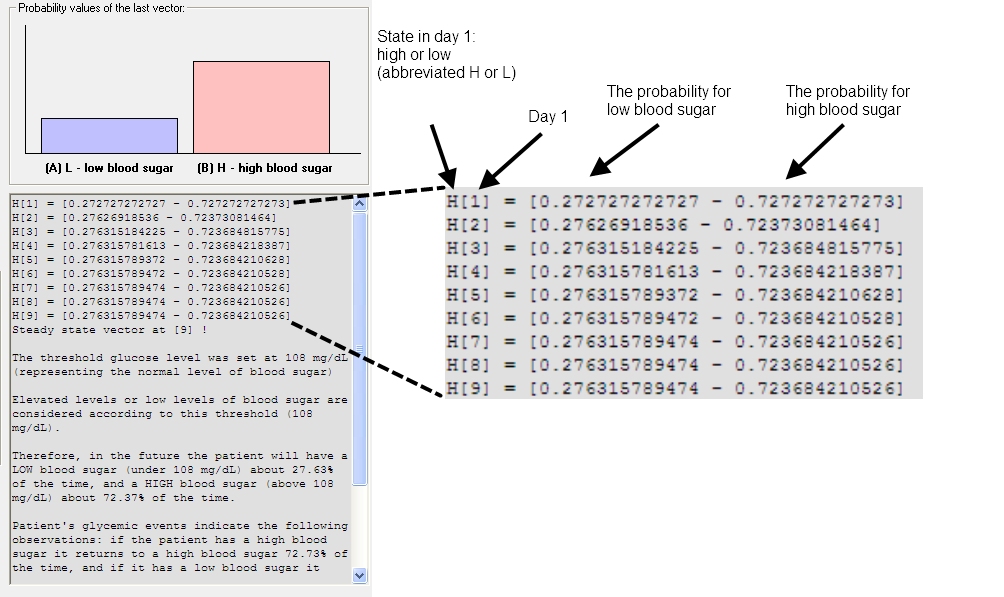 Probability values of the last vector:
(A) L - low blood sugar (B) H - high blood sugar
H[1] = [0.272727272727 - 0.727272727273]
H[2] = [0.27626918536 - 0.72373081464]
H[3] = [0.276315184225 - 0.723684815775]
H[4] = [0.276315781613 - 0.723684218387]
H[5] = [0.276315789372 - 0.723684210628]
H[6] = [0.276315789472 - 0.723684210528]
H[7] = [0.276315789474 - 0.723684210526]
H[8] = [0.276315789474 - 0.723684210526]
H[9] = [0.276315789474 - 0.723684210526]
Steady state vector at [9] !
The threshold glucose level was set at 108 mg/dL
(representing the normal level of blood sugar)
Elevated levels or low levels of blood sugar are
considered according to this threshold (108
mg/dL).
Therefore, in the future the patient will have a
LOW blood sugar (under 108 mg/dL) about 27.63%
of the time, and a HIGH blood sugar (above 108
mg/dL) about 72.37% of the time.
Patient's glycemic events indicate the following
observations: if the patient has a high blood
sugar it returns to a high blood sugar 72.73% of
the time, and if it has a low blood sugar it
State in day 1:
high or low
(abbreviated H or L)
Day 1
The probability for
low blood sugar
The probability for
high blood sugar
H[1] = [0.272727272727 - 0.727272727273]
H[2] = [0.27626918536 - 0.72373081464]
H[3] = [0.276315184225 - 0.723684815775]
H[4] = [0.276315781613 - 0.723684218387]
H[5] = [0.276315789372 - 0.723684210628]
H[6] = [0.276315789472 - 0.723684210528]
H[7] = [0.276315789474 - 0.723684210526]
H[8] = [0.276315789474 - 0.723684210526]
H[9] = [0.276315789474 - 0.723684210526]